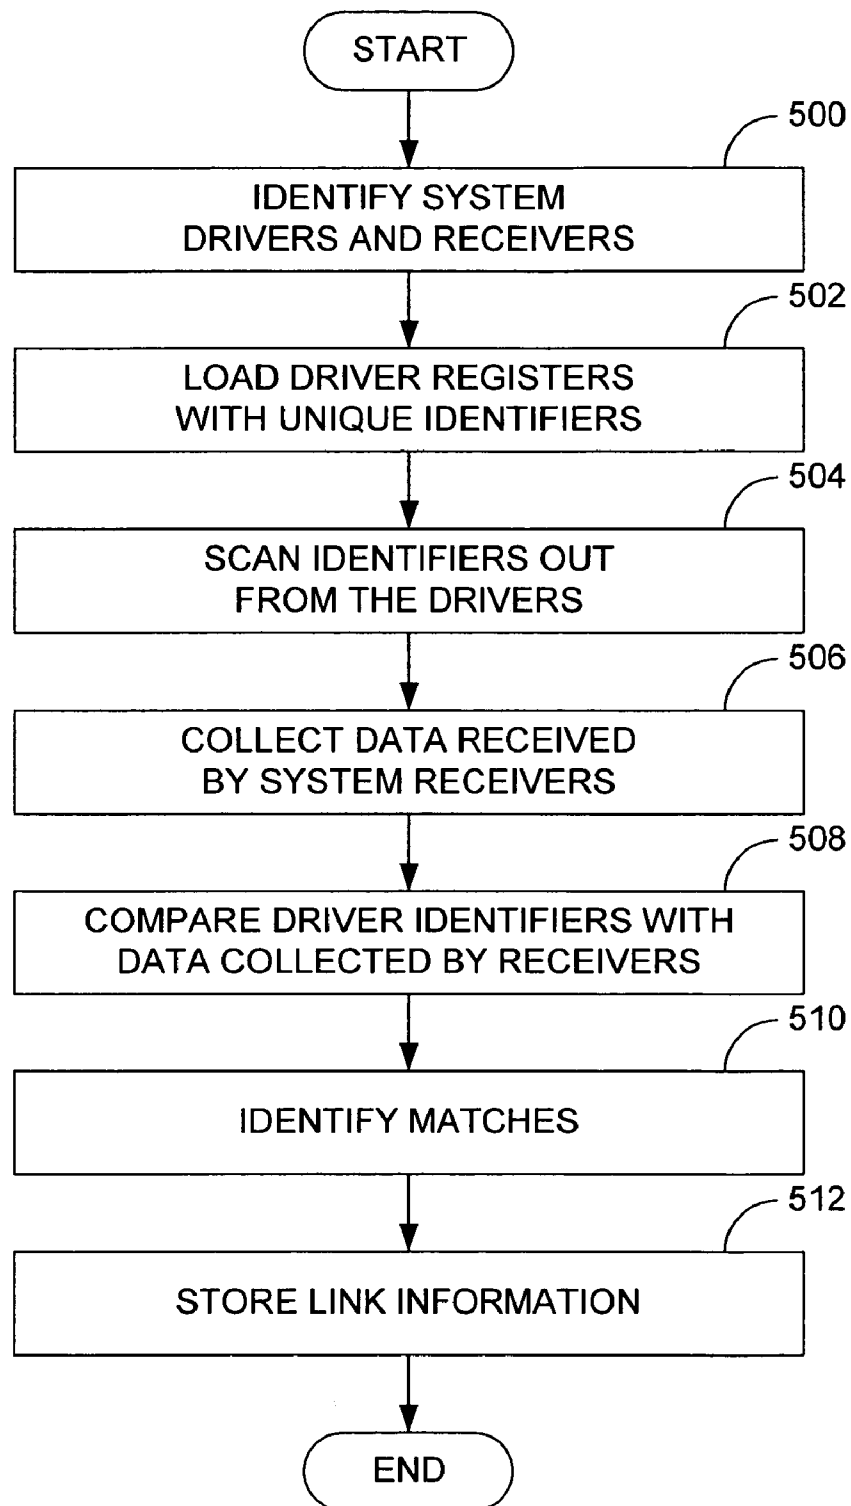 START
500
IDENTIFY SYSTEM
DRIVERS AND RECEIVERS
502
LOAD DRIVER REGISTERS
WITH UNIQUE IDENTIFIERS
504
SCAN IDENTIFIERS OUT
FROM THE DRIVERS
506
COLLECT DATA RECEIVED
BY SYSTEM RECEIVERS
508
COMPARE DRIVER IDENTIFIERS WITH
DATA COLLECTED BY RECEIVERS
510
IDENTIFY MATCHES
512
STORE LINK INFORMATION
END